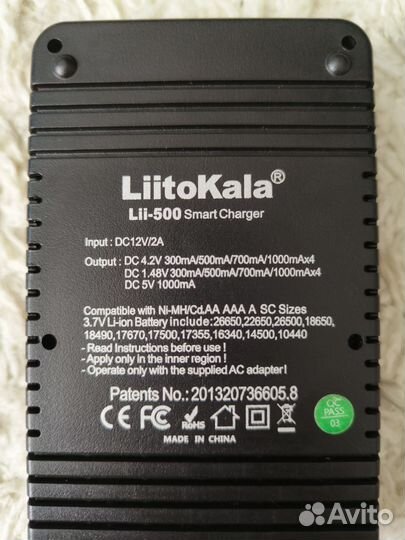 LiitoKala®
Lii-500 Smart Charger
Input : DC12V/2A
Output : DC 4.2V 300mA/500mA/700mA/1000mAx4
DC 1.48V 300mA/500mA/700mA/1000mAx4
DC 5V 1000mA
Compatible with Ni-MH/Cd.AA AAA A SC Sizes
3.7V Li-ion Battery include:26650,22650,26500,18650,
18490,17670,17500,17355,16340,14500,10440
- Read Instructions before Use !
- Apply only in the inner region !
- Operate only with the supplied AC adapter!
Patents No.: 201320736605.8
CE FC RoHS
MADE IN CHINA
QC
PASS
03
Avito